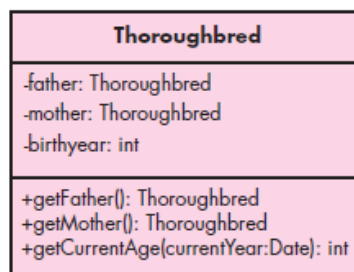 Thoroughbred
-father: Thoroughbred
-mother: Thoroughbred
-birthyear: int
+getFather(): Thoroughbred
+getMother(): Thoroughbred
+getCurrentAge(currentYear:Date): int